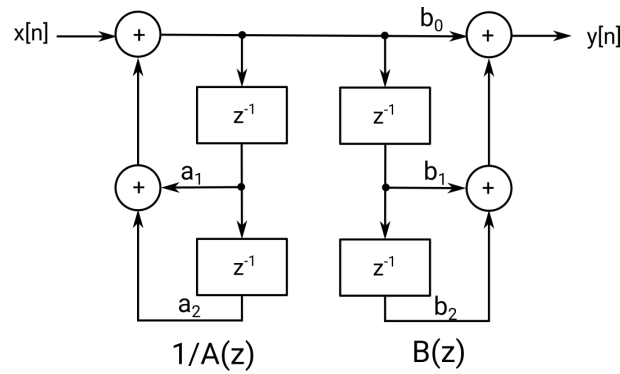 x[n]
+
b₀
+
y[n]
z⁻¹
z⁻¹
+
a₁
b₁
+
z⁻¹
z⁻¹
a₂
b₂
1/A(z)
B(z)